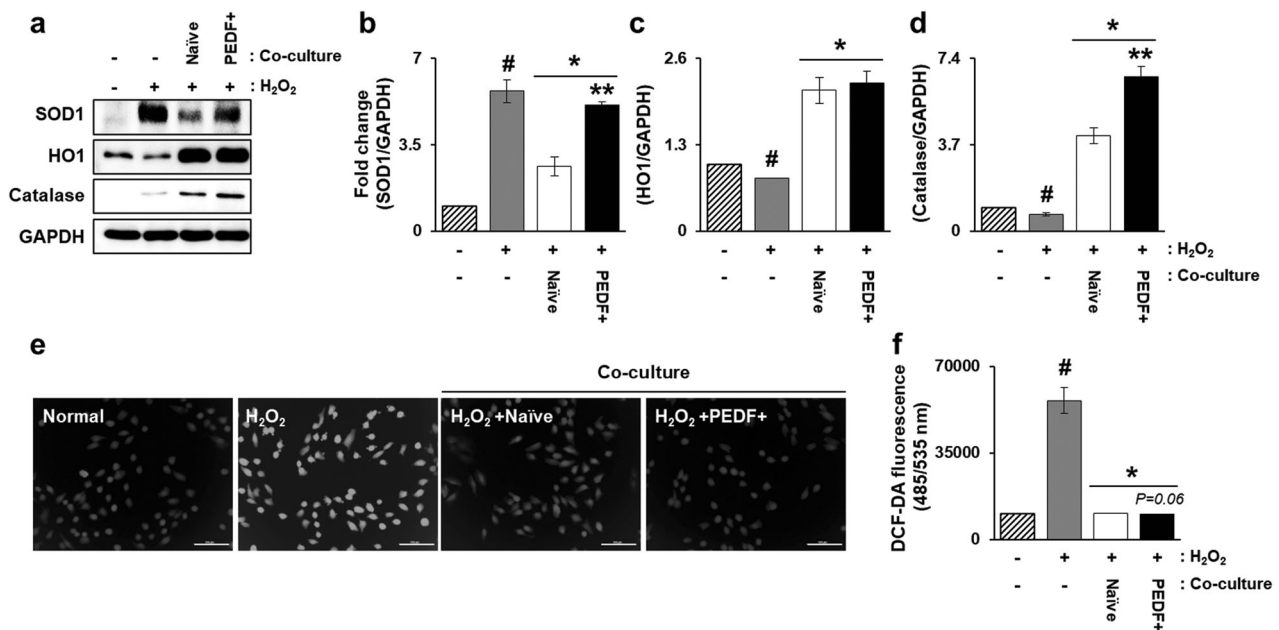 a
Naïve
PEDF+
- - : Co-culture
- + + + : H₂O₂
SOD1
HO1
Catalase
GAPDH
b
Fold change
(SOD1/GAPDH)
7
3.5
0
#
*
**
- + + +
- - Naïve PEDF+
c
(HO1/GAPDH)
2.6
1.3
0
#
*
- + + +
- - Naïve PEDF+
d
(Catalase/GAPDH)
7.4
3.7
0
#
*
**
- + + + : H₂O₂
- - Naïve PEDF+ : Co-culture
e
Co-culture
Normal
H₂O₂
H₂O₂ +Naïve
H₂O₂ +PEDF+
f
DCF-DA fluorescence
(485/535 nm)
70000
35000
0
#
*
P=0.06
- + + + : H₂O₂
- - Naïve PEDF+ : Co-culture